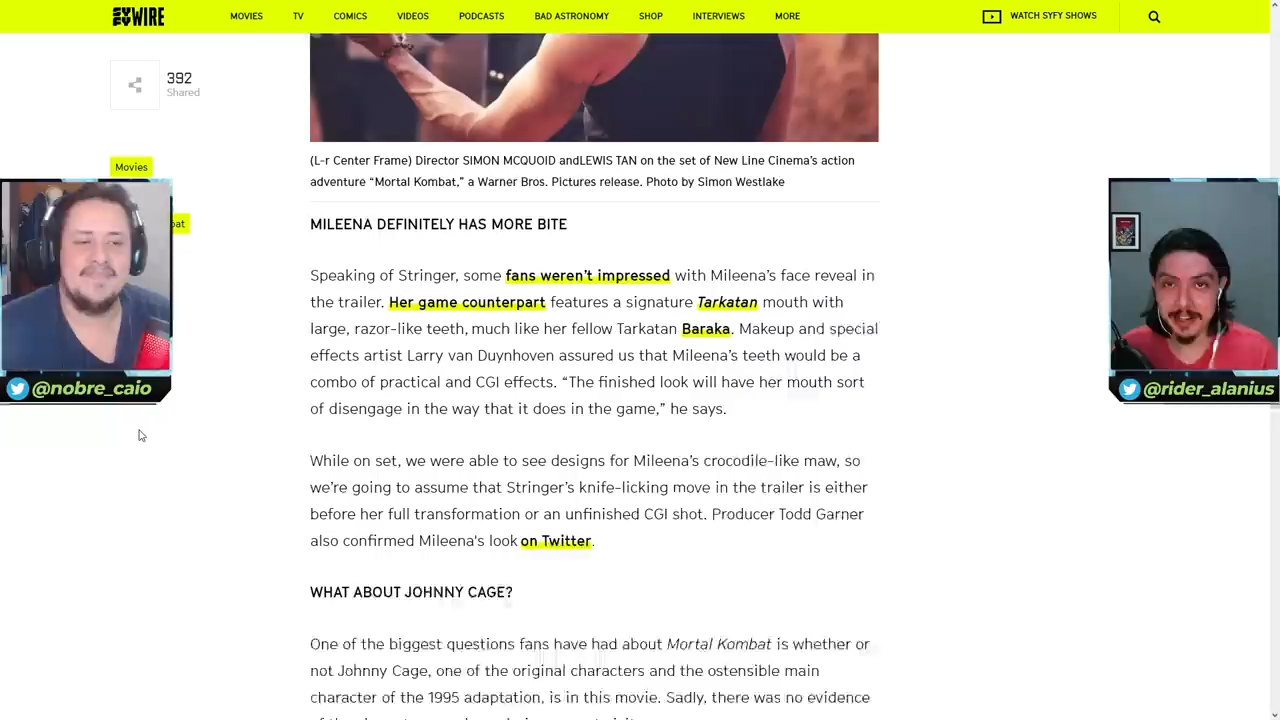 SYFY WIRE
MOVIES TV COMICS VIDEOS PODCASTS BAD ASTRONOMY SHOP INTERVIEWS MORE WATCH SYFY SHOWS
392
Shared
(L-r Center Frame) Director SIMON MCQUOID andLEWIS TAN on the set of New Line Cinema's action
adventure “Mortal Kombat,” a Warner Bros. Pictures release. Photo by Simon Westlake
Movies
bat
MILEENA DEFINITELY HAS MORE BITE
Speaking of Stringer, some fans weren't impressed with Mileena's face reveal in
the trailer. Her game counterpart features a signature Tarkatan mouth with
large, razor-like teeth, much like her fellow Tarkatan Baraka. Makeup and special
effects artist Larry van Duynhoven assured us that Mileena's teeth would be a
combo of practical and CGI effects. “The finished look will have her mouth sort
of disengage in the way that it does in the game,” he says.
@nobre_caio
@rider_alanius
While on set, we were able to see designs for Mileena's crocodile-like maw, so
we're going to assume that Stringer's knife-licking move in the trailer is either
before her full transformation or an unfinished CGI shot. Producer Todd Garner
also confirmed Mileena's look on Twitter.
WHAT ABOUT JOHNNY CAGE?
One of the biggest questions fans have had about Mortal Kombat is whether or
not Johnny Cage, one of the original characters and the ostensible main
character of the 1995 adaptation, is in this movie. Sadly, there was no evidence